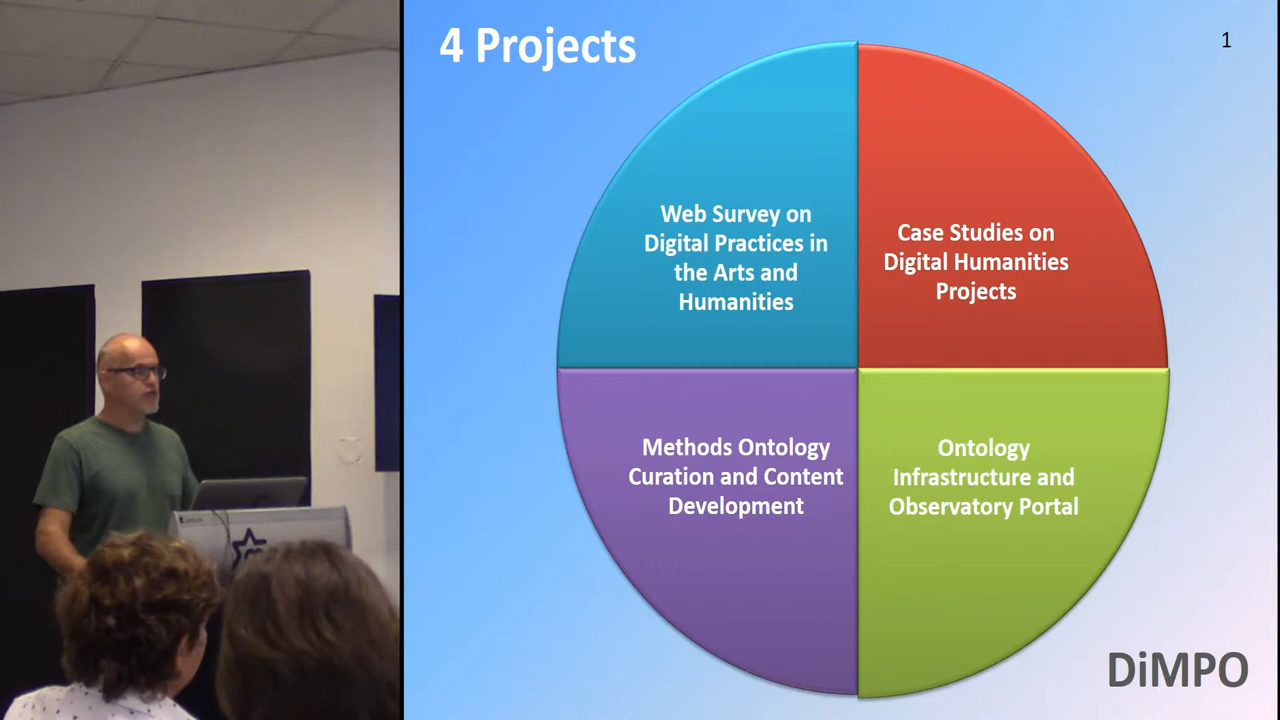 4 Projects
1
Web Survey on
Digital Practices in
the Arts and
Humanities
Case Studies on
Digital Humanities
Projects
Methods Ontology
Curation and Content
Development
Ontology
Infrastructure and
Observatory Portal
DiMPO